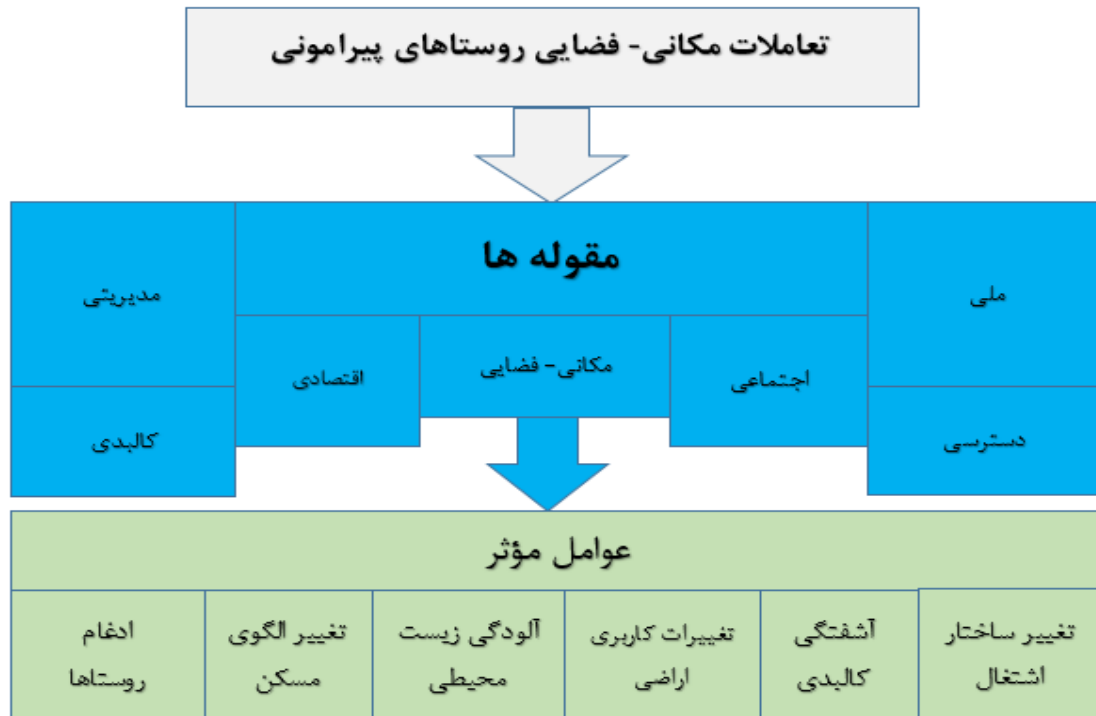 تعاملات مکانی- فضایی روستاهای پیرامونی
مقوله ها
ملی
مدیریتی
اجتماعی
مکانی- فضایی
اقتصادی
دسترسی
کالبدی
عوامل مؤثر
تغییر ساختار
اشتغال
آشفتگی
کالبدی
تغییرات کاربری
اراضی
آلودگی زیست
محیطی
تغییر الگوی
مسکن
ادغام
روستاها